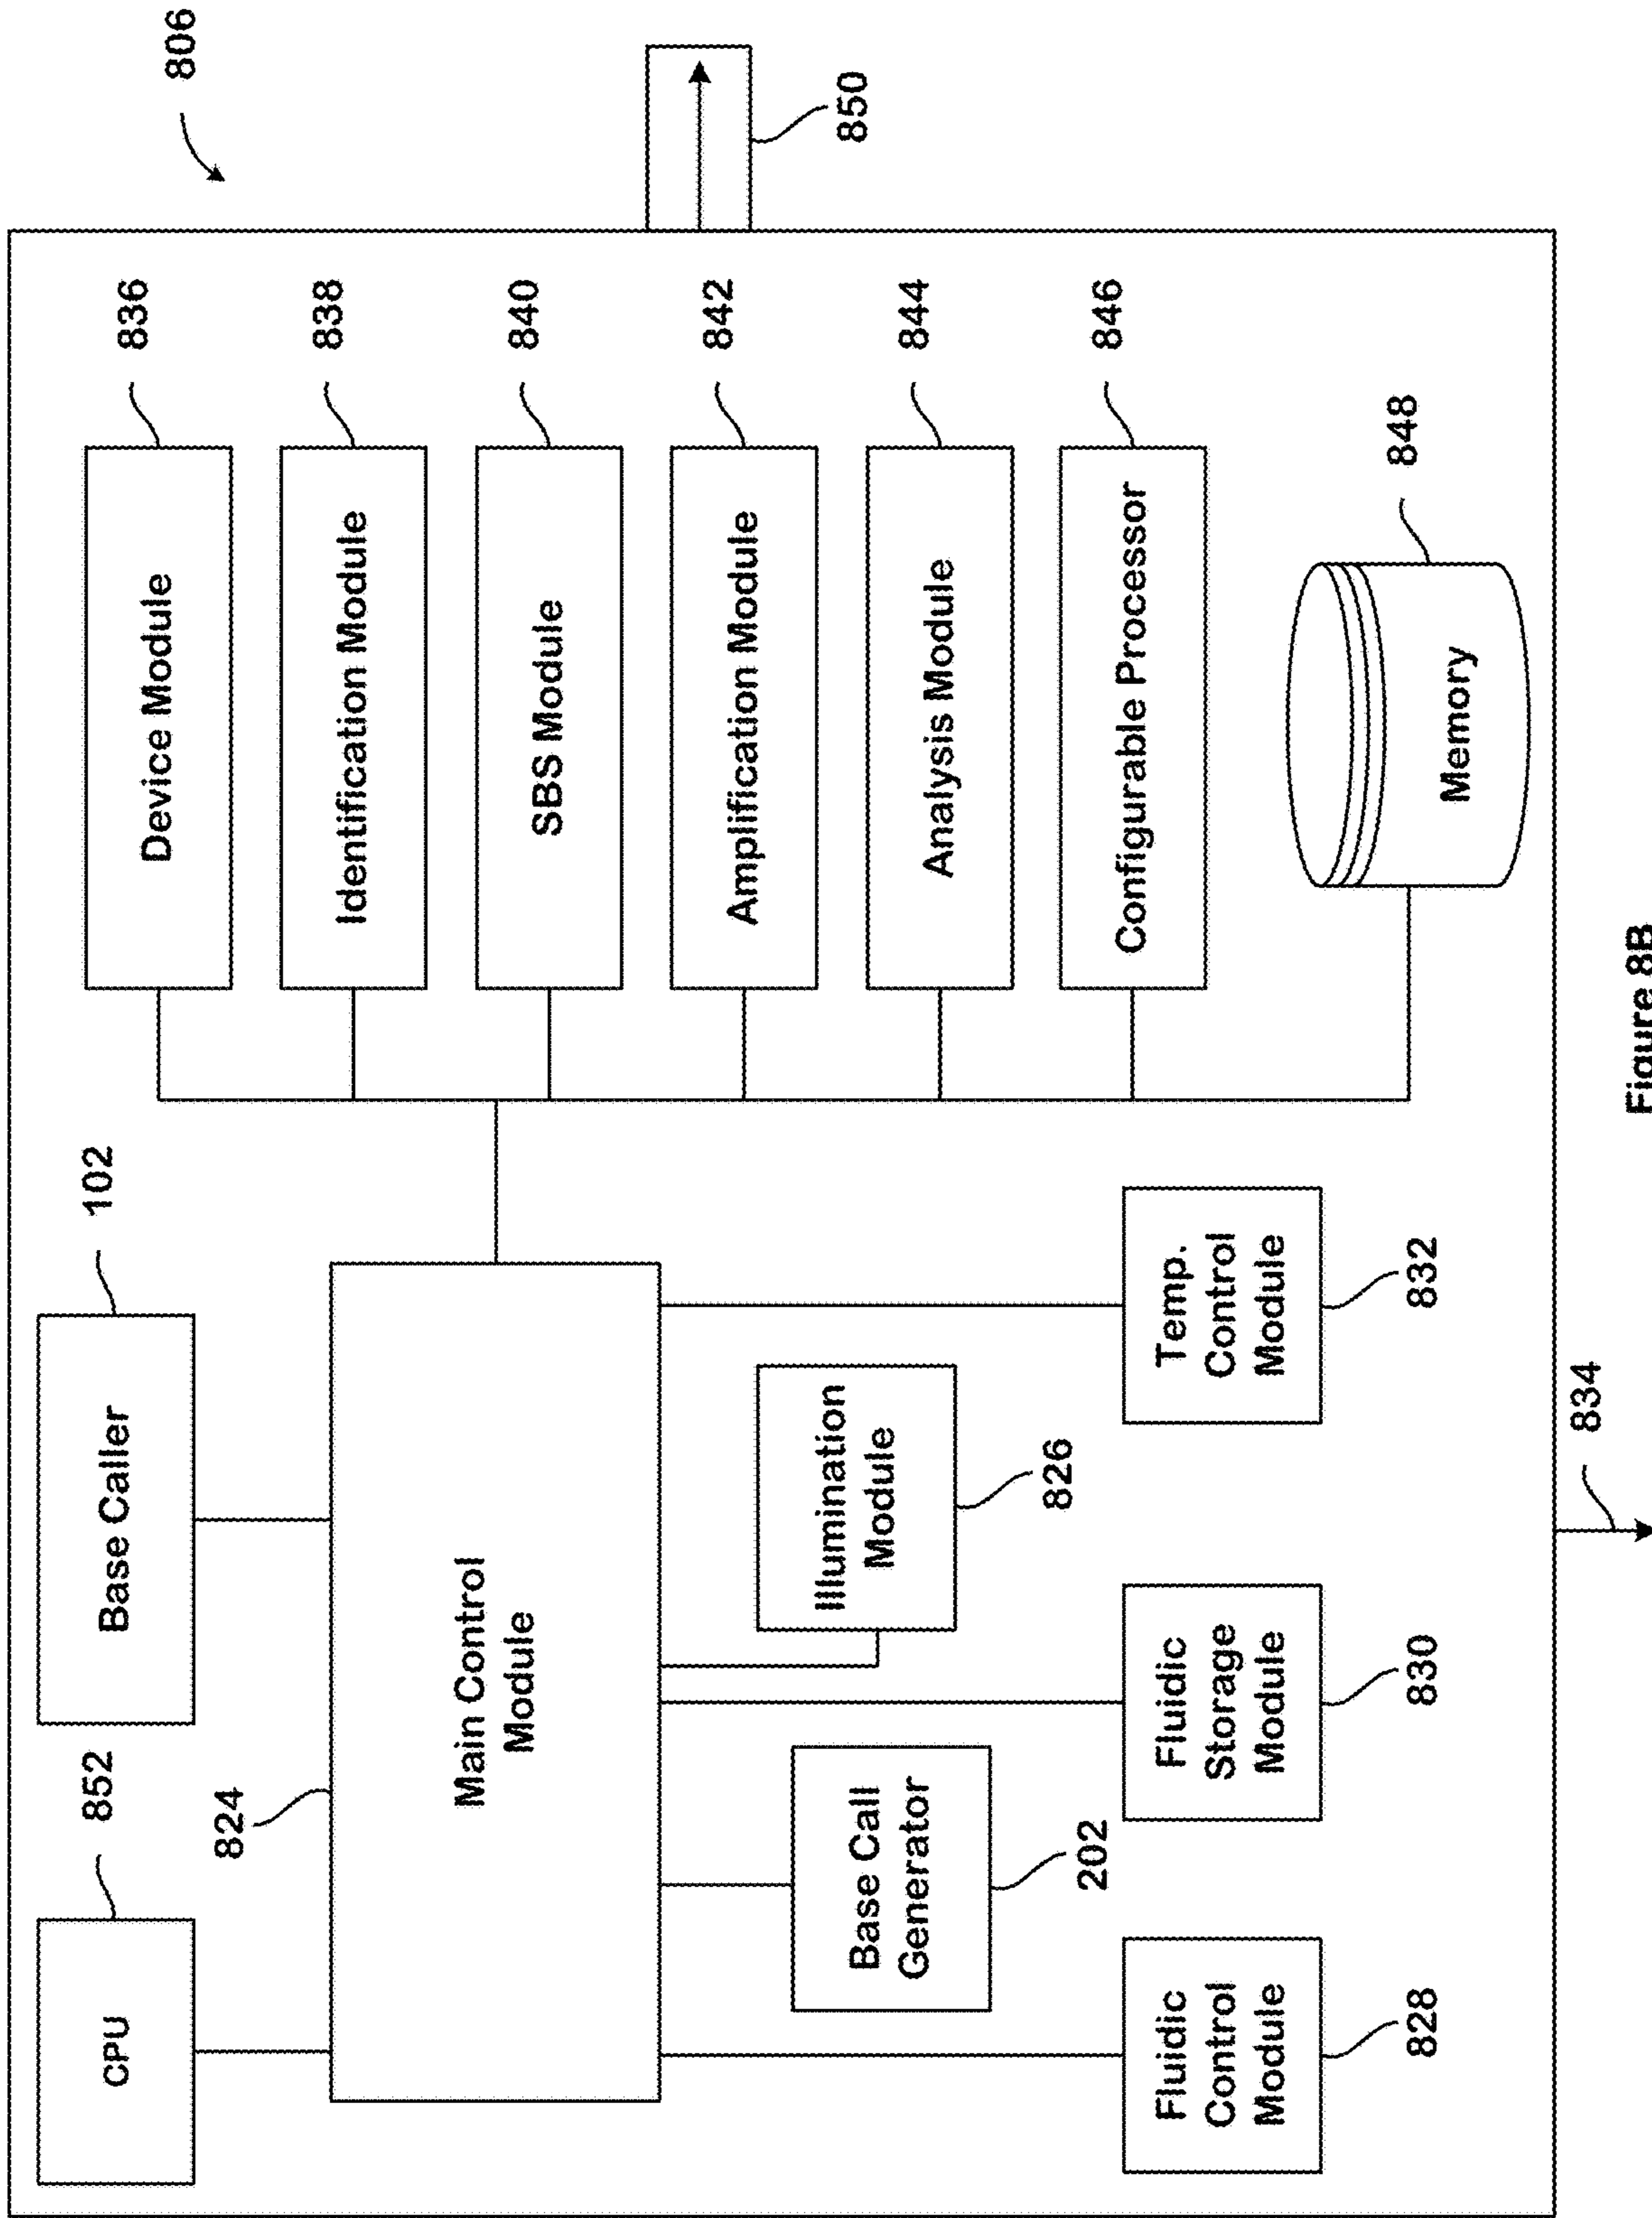 806
CPU
852
Base Caller
102
824
Main Control
Module
Device Module
836
Identification Module
838
SBS Module
840
Amplification Module
842
Analysis Module
844
Configurable Processor
846
Memory
848
850
Base Call
Generator
202
Illumination
Module
826
Fluidic
Control
Module
828
Fluidic
Storage
Module
830
Temp.
Control
Module
832
834
Figure 8B